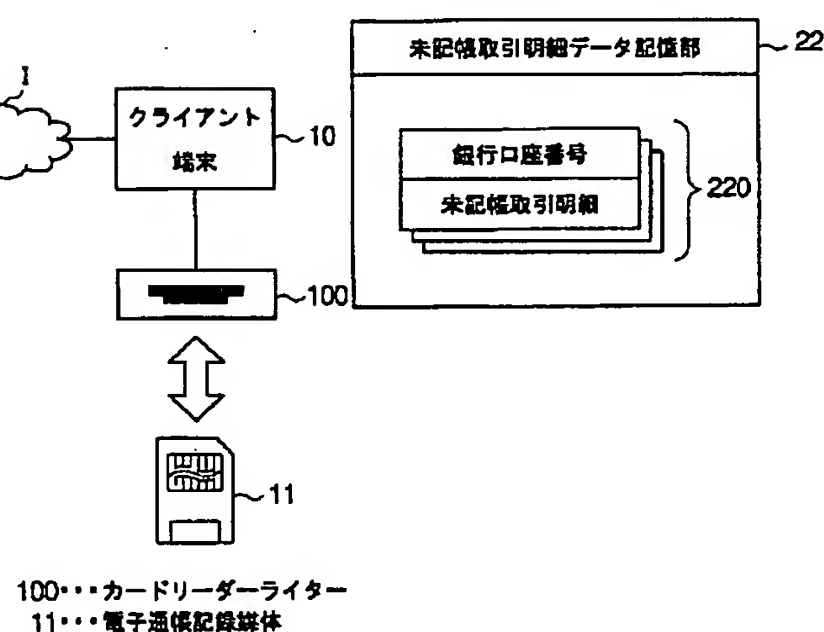 未記帳取引明細データ記憶部
22
I
クライアント
端末
10
銀行口座番号
未記帳取引明細
220
100
11
100・・・カードリーダーライター
11・・・電子通帳記録媒体